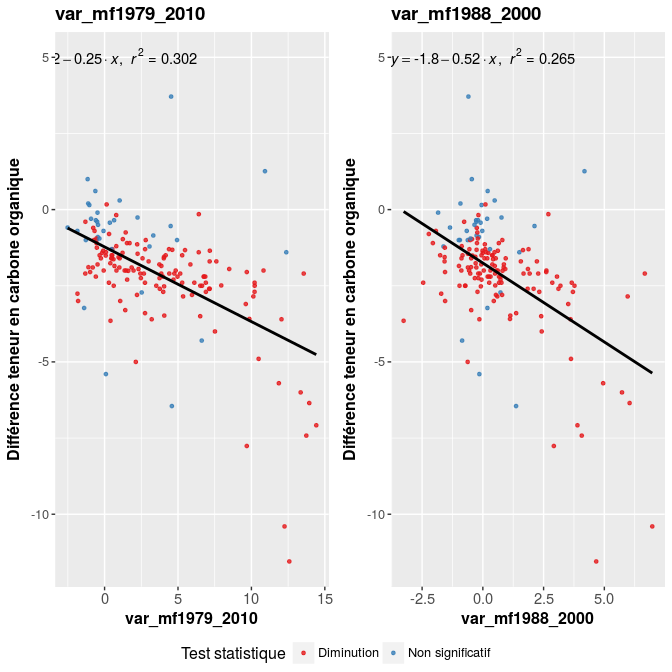 var_mf1979_2010 var_mf1988_2000
2 − 0.25 · x, r² = 0.302 y = -1.8 − 0.52 · x, r² = 0.265
5 5
0 0
-5 -5
-10 -10
Différence teneur en carbone organique Différence teneur en carbone organique
0 5 10 15 -2.5 0.0 2.5 5.0
var_mf1979_2010 var_mf1988_2000
Test statistique Diminution Non significatif